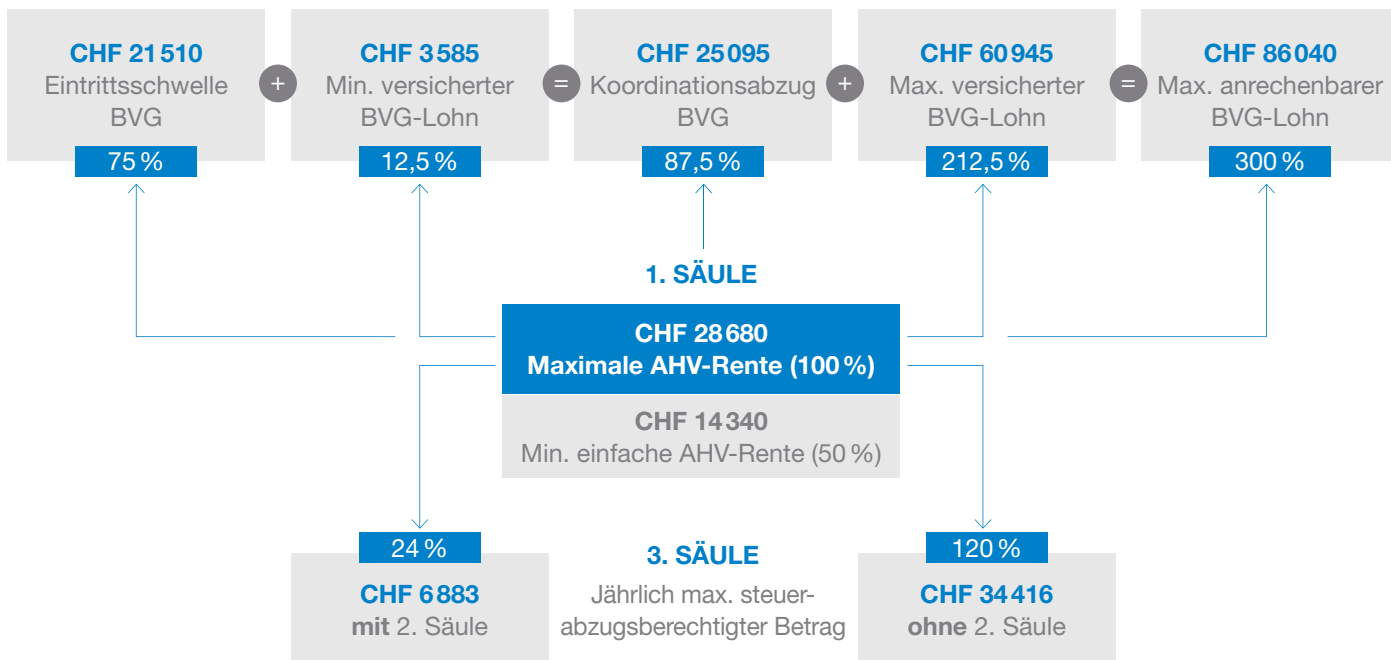 CHF 21 510
Eintrittsschwelle
BVG
75 %
+
CHF 3 585
Min. versicherter
BVG-Lohn
12,5 %
=
CHF 25 095
Koordinationsabzug
BVG
87,5 %
+
CHF 60 945
Max. versicherter
BVG-Lohn
212,5 %
=
CHF 86 040
Max. anrechenbarer
BVG-Lohn
300 %
1. SÄULE
CHF 28 680
Maximale AHV-Rente (100 %)
CHF 14 340
Min. einfache AHV-Rente (50 %)
24 %
CHF 6 883
mit 2. Säule
3. SÄULE
Jährlich max. steuer-
abzugsberechtigter Betrag
120 %
CHF 34 416
ohne 2. Säule